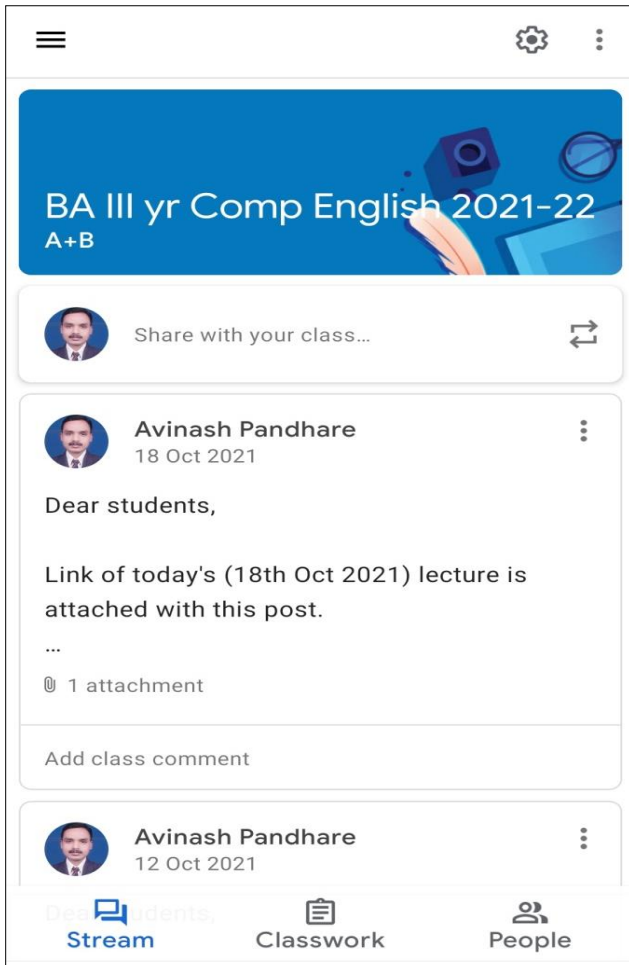 BA III yr Comp English 2021-22
A+B
Share with your class...
Avinash Pandhare
18 Oct 2021
Dear students,
Link of today's (18th Oct 2021) lecture is
attached with this post.
...
1 attachment
Add class comment
Avinash Pandhare
12 Oct 2021
Dear students,
Stream
Classwork
People